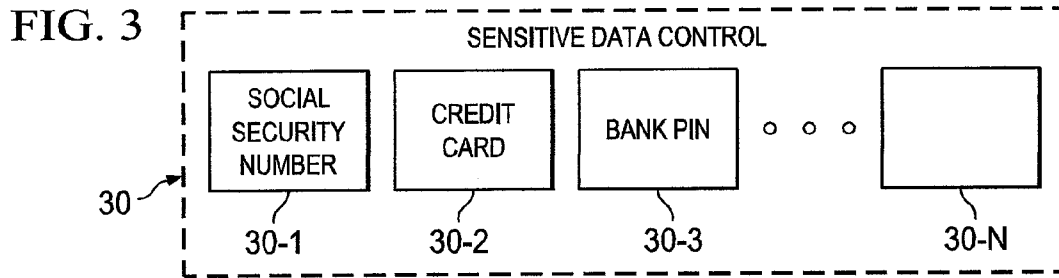 FIG. 3
SENSITIVE DATA CONTROL
SOCIAL
SECURITY
NUMBER
CREDIT
CARD
BANK PIN
30
30-1
30-2
30-3
30-N